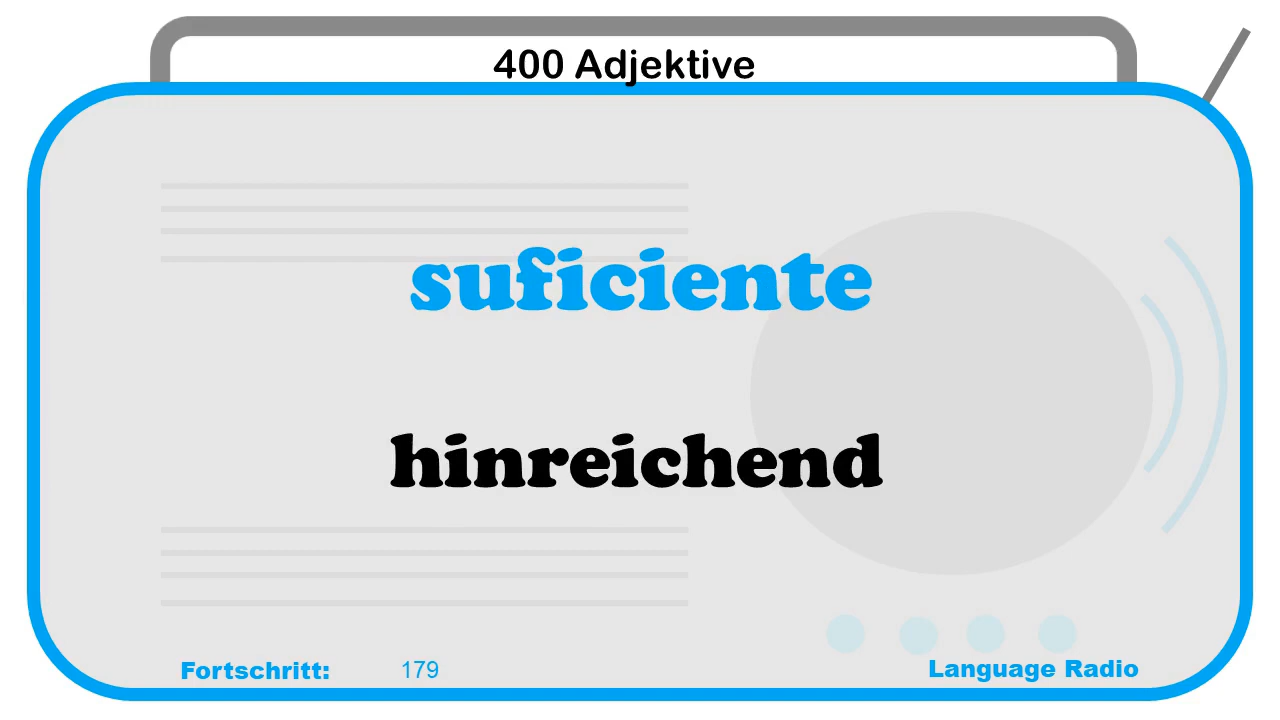 400 Adjektive
suficiente
hinreichend
Fortschritt: 179
Language Radio